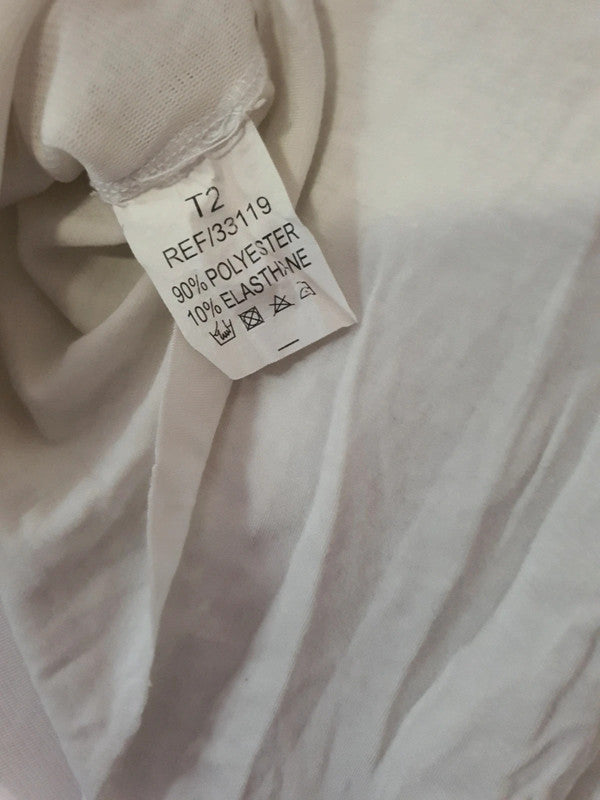 T2
REF/33119
90% POLYESTER
10% ELASTHANE